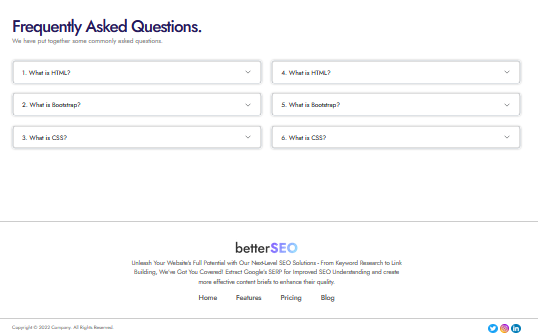 Frequently Asked Questions.
We have put together some commonly asked questions.
1. What is HTML?
2. What is Bootstrap?
3. What is CSS?
4. What is HTML?
5. What is Bootstrap?
6. What is CSS?
betterSEO
Unleash Your Website's Full Potentiel with Our Next-Level SEO Solutions - From Keyword Research to Link
Building, We've Got You Covered! Extract Google's SERP for Improved SEO Understanding and create
more effective content briefs to enhance their quality.
Home Features Pricing Blog
Copyright © 2022 Company. All Rights Reserved.